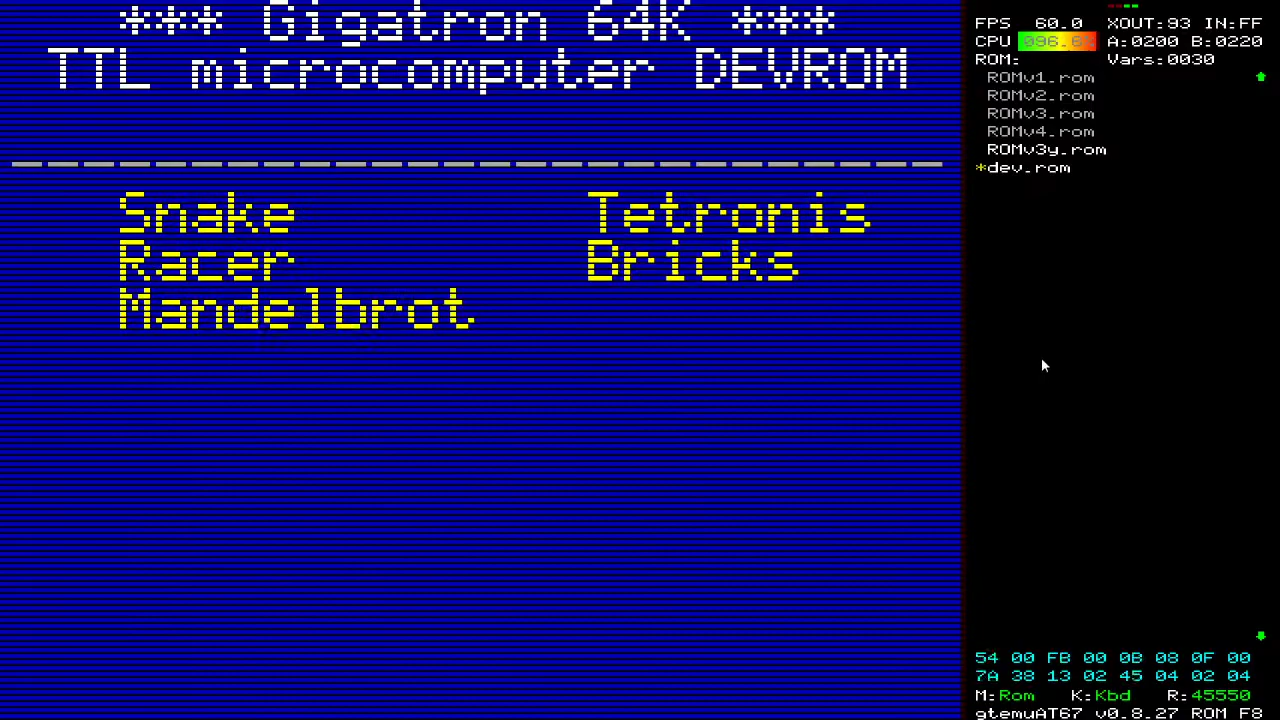 *** Gigatron 64K ***
TTL microcomputer DEVROM
Snake Tetronis
Racer Bricks
Mandelbrot
FPS 60.0 XOUT:93 IN:FF
CPU A:0200 B:0220
ROM: Vars:0030
ROMv1.rom
ROMv2.rom
ROMv3.rom
ROMv4.rom
ROMv3y.rom
*dev.rom
54 00 FB 00 0B 08 0F 00
7A 38 13 02 45 04 02 04
M:Rom K:Kbd R:45550
gtemuAT67 v0.8.27 ROM F8